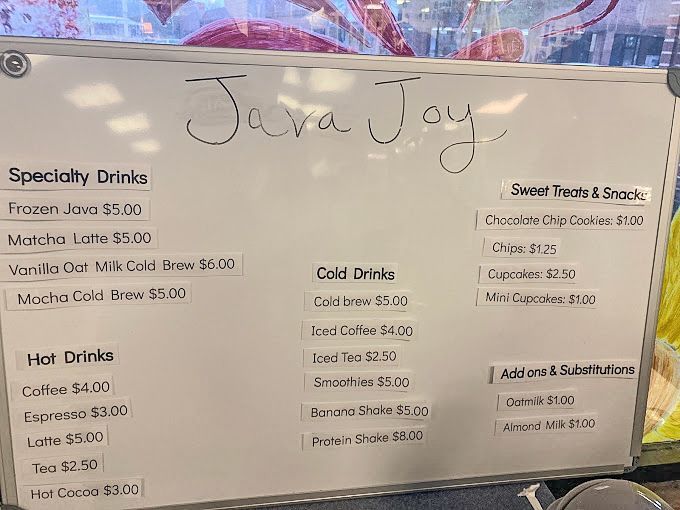 Java Joy
Specialty Drinks
Frozen Java $5.00
Matcha Latte $5.00
Vanilla Oat Milk Cold Brew $6.00
Mocha Cold Brew $5.00
Hot Drinks
Coffee $4.00
Espresso $3.00
Latte $5.00
Tea $2.50
Hot Cocoa $3.00
Cold Drinks
Cold brew $5.00
Iced Coffee $4.00
Iced Tea $2.50
Smoothies $5.00
Banana Shake $5.00
Protein Shake $8.00
Sweet Treats & Snacks
Chocolate Chip Cookies: $1.00
Chips: $1.25
Cupcakes: $2.50
Mini Cupcakes: $1.00
Add ons & Substitutions
Oatmilk $1.00
Almond Milk $1.00